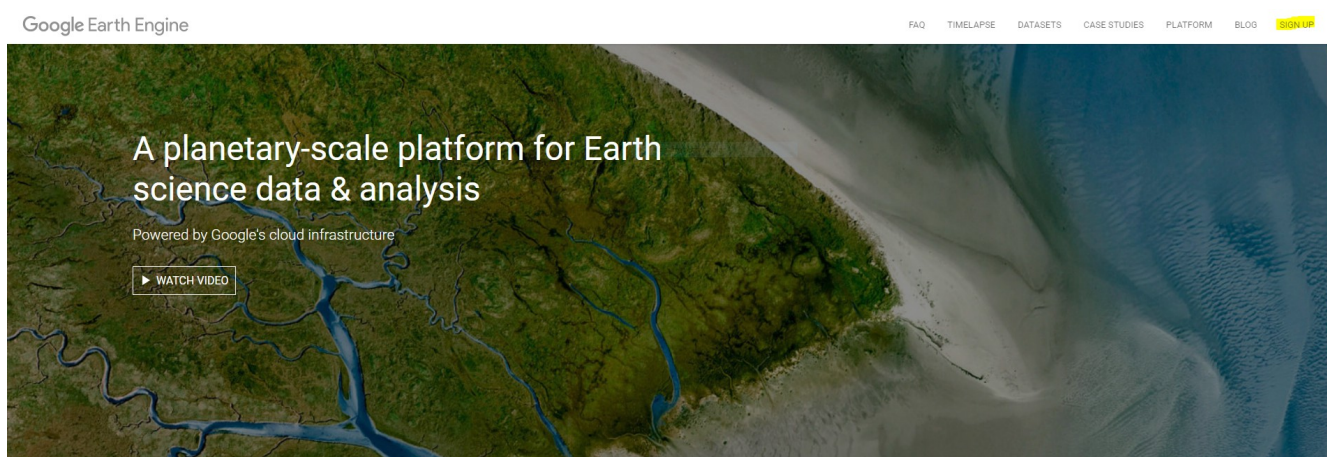 Google Earth Engine
FAQ TIMELAPSE DATASETS CASE STUDIES PLATFORM BLOG SIGN UP
A planetary-scale platform for Earth
science data & analysis
Powered by Google's cloud infrastructure
WATCH VIDEO